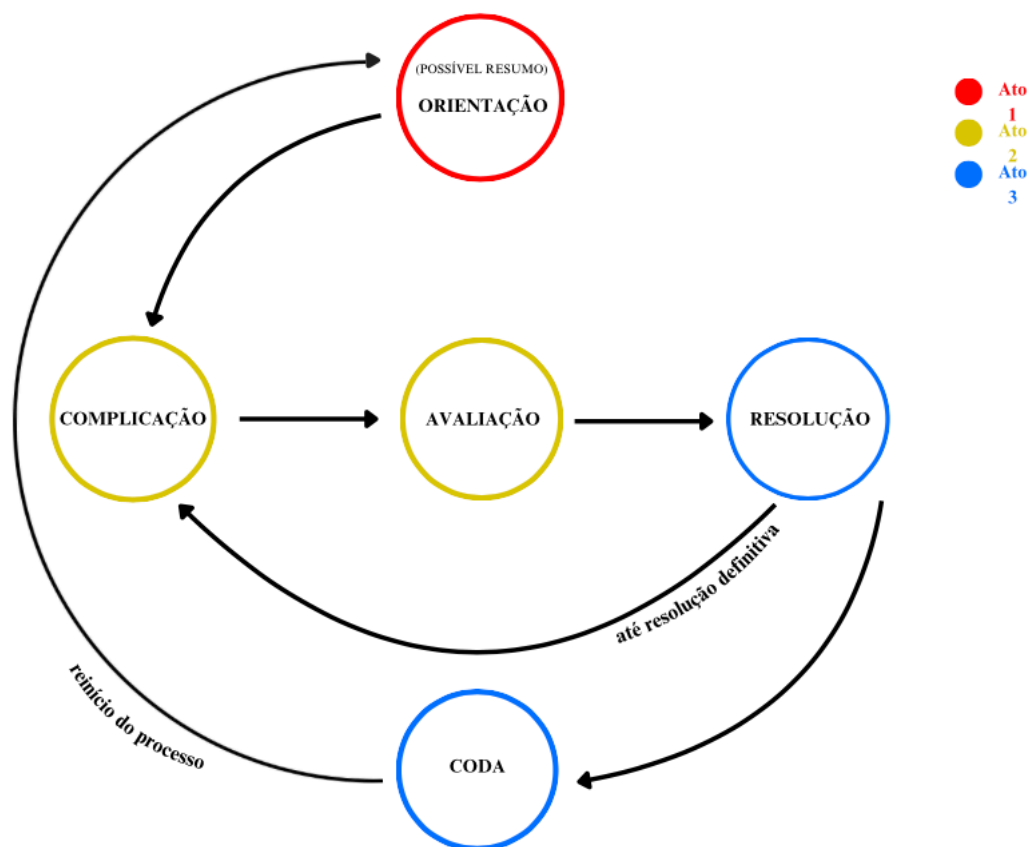 (POSSÍVEL RESUMO)
ORIENTAÇÃO
Ato
1
Ato
2
Ato
3
COMPLICAÇÃO
AVALIAÇÃO
RESOLUÇÃO
até resolução definitiva
reinício do processo
CODA